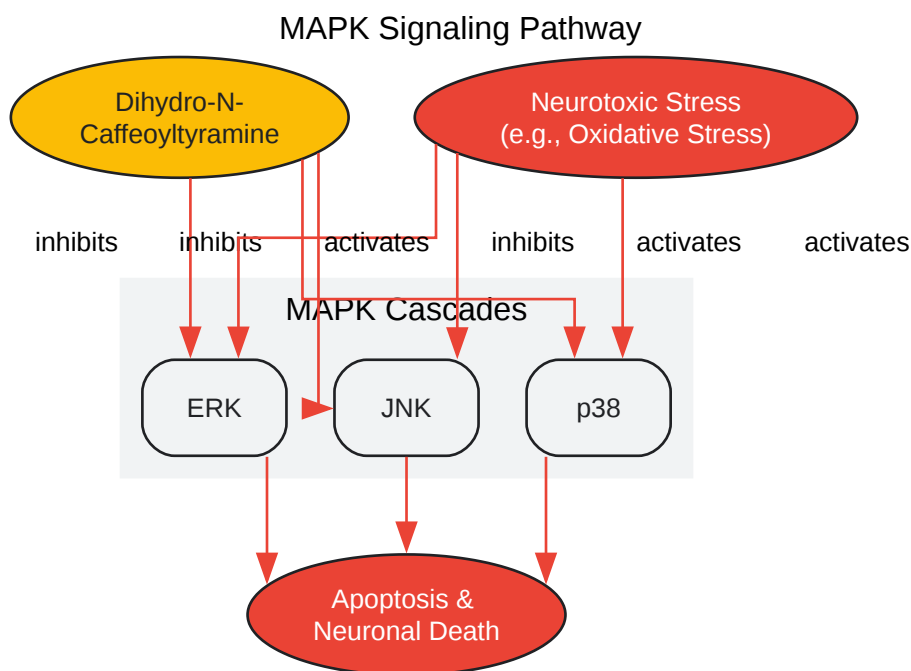 MAPK Signaling Pathway
Dihydro-N-
Caffeoyltyramine
Neurotoxic Stress
(e.g., Oxidative Stress)
inhibits inhibits activates inhibits activates activates
MAPK Cascades
ERK JNK p38
Apoptosis &
Neuronal Death